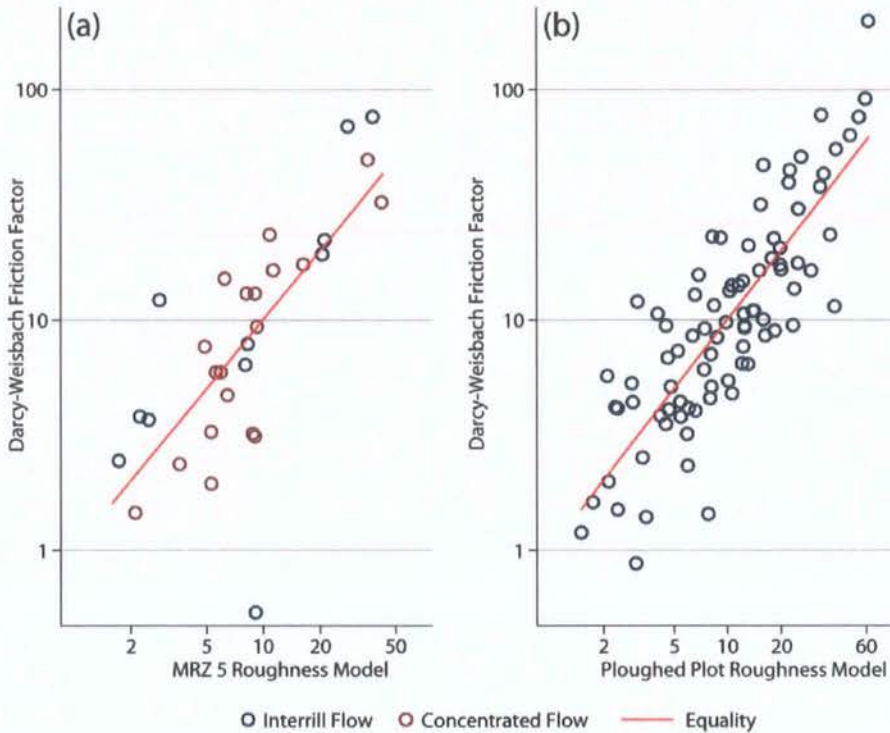 (a)
Darcy-Weisbach Friction Factor
100
10
1
2 5 10 20 50
MRZ 5 Roughness Model
(b)
Darcy-Weisbach Friction Factor
100
10
1
2 5 10 20 60
Ploughed Plot Roughness Model
Interrill Flow Concentrated Flow Equality